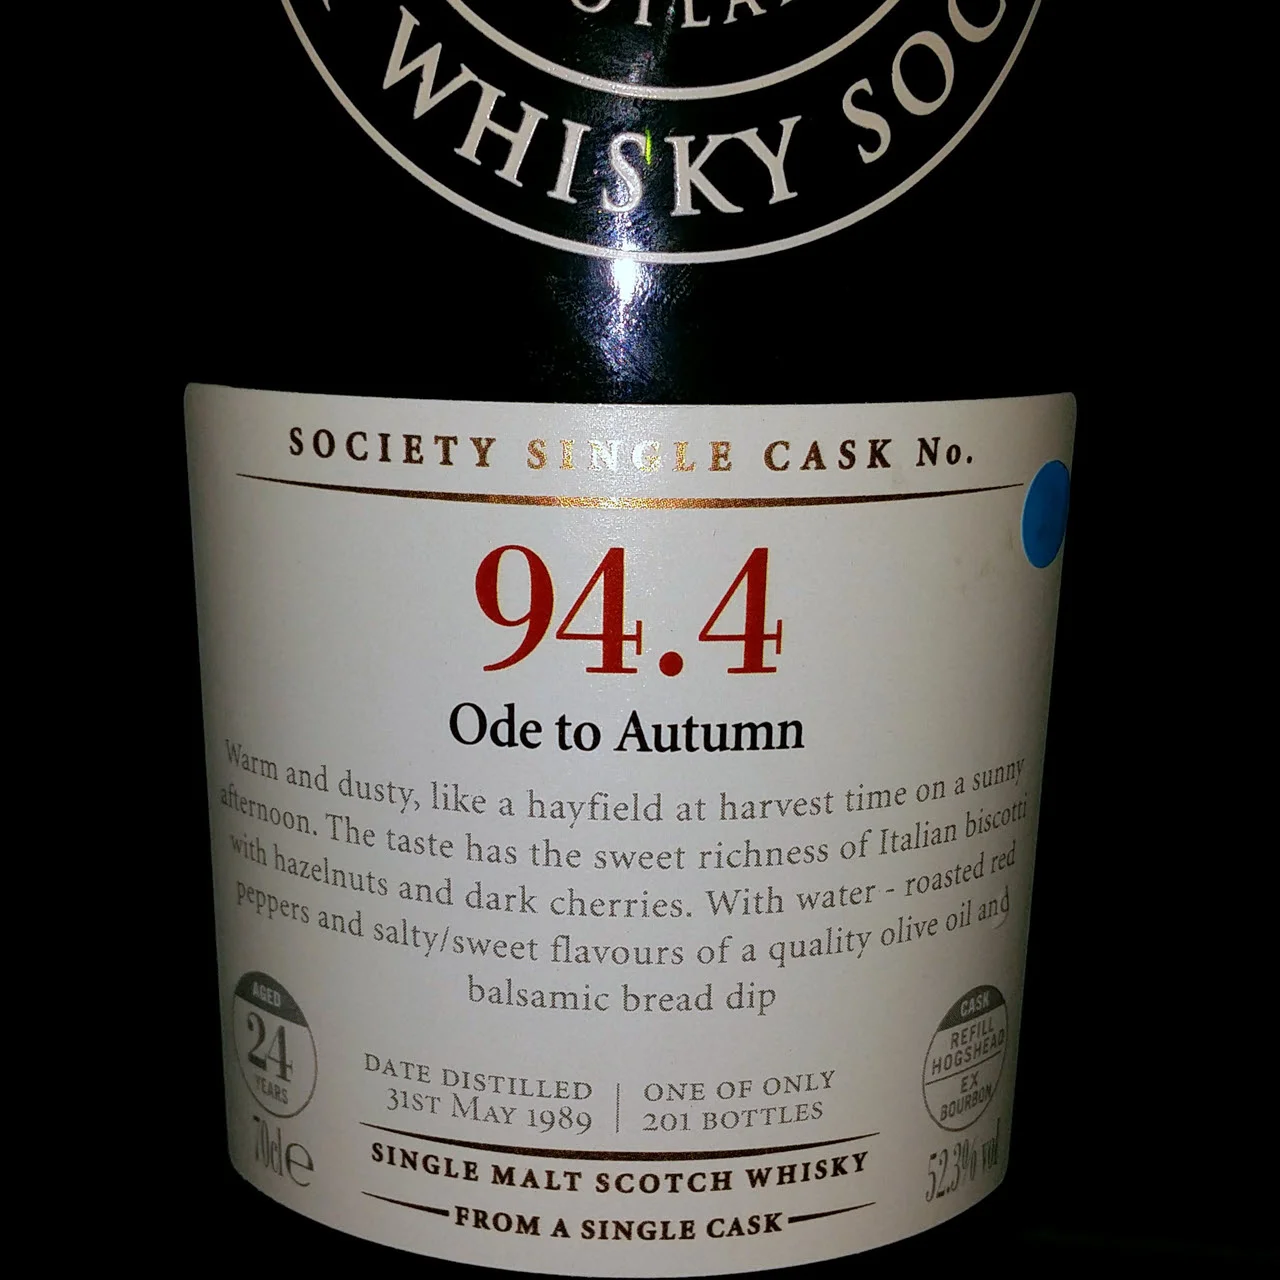 WHISKY SOC
SOCIETY SINGLE CASK No.
94.4
Ode to Autumn
Warm and dusty, like a hayfield at harvest time on a sunny
afternoon. The taste has the sweet richness of Italian biscotti
with hazelnuts and dark cherries. With water - roasted red
peppers and salty/sweet flavours of a quality olive oil and
balsamic bread dip
AGED
24
YEARS
70cl e
DATE DISTILLED
31ST MAY 1989
ONE OF ONLY
201 BOTTLES
CASK
REFILL
HOGSHEAD
EX
BOURBON
52.3% vol
SINGLE MALT SCOTCH WHISKY
FROM A SINGLE CASK